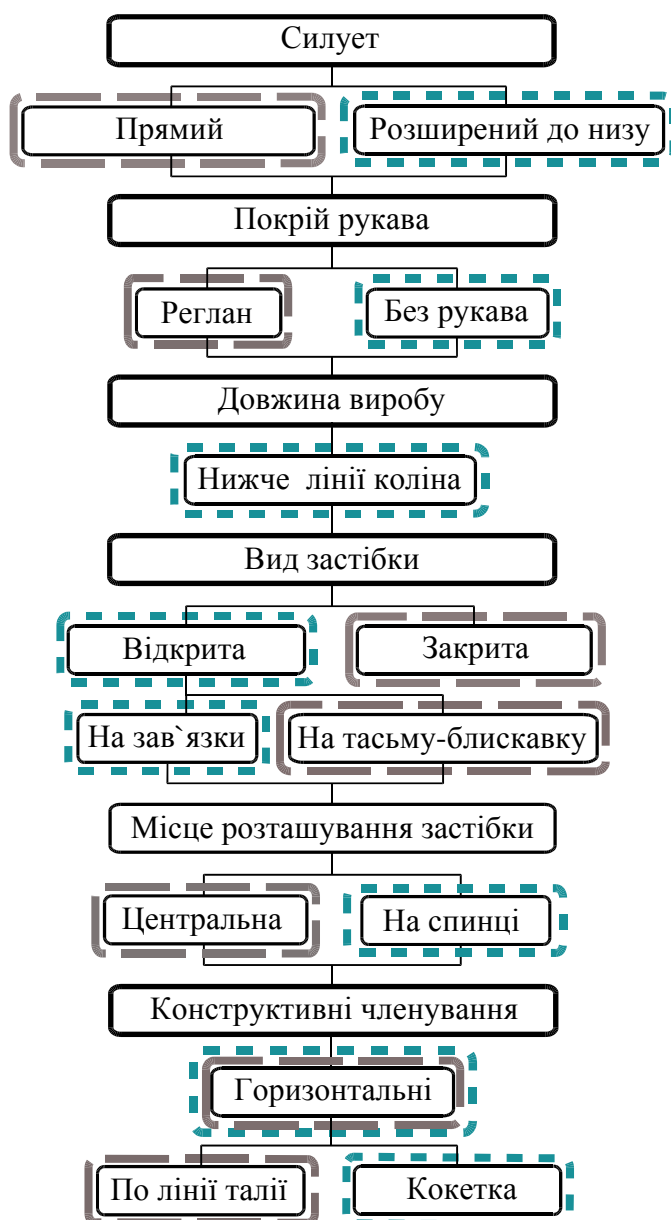 Силует
Прямий
Розширений до низу
Покрій рукава
Реглан
Без рукава
Довжина виробу
Нижче лінії коліна
Вид застібки
Відкрита
Закрита
На зав`язки
На тасьму-блискавку
Місце розташування застібки
Центральна
На спинці
Конструктивні членування
Горизонтальні
По лінії талії
Кокетка